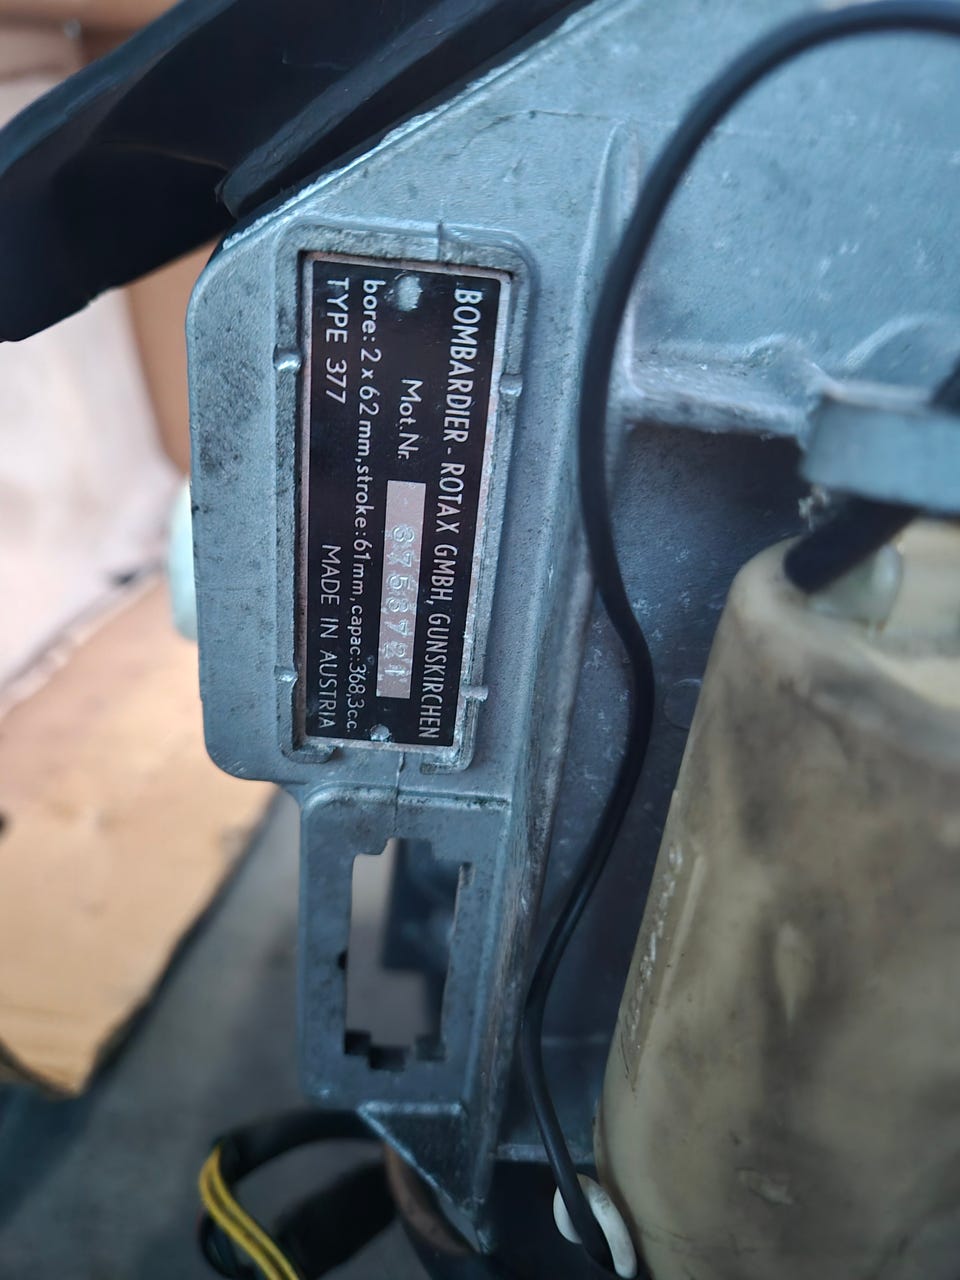 BOMBARDIER - ROTAX GMBH, GUNSKIRCHEN
Mot.Nr. 3756721
bore: 2 x 62 mm, stroke: 61 mm, capac: 368,3 c.c.
TYPE 377 MADE IN AUSTRIA